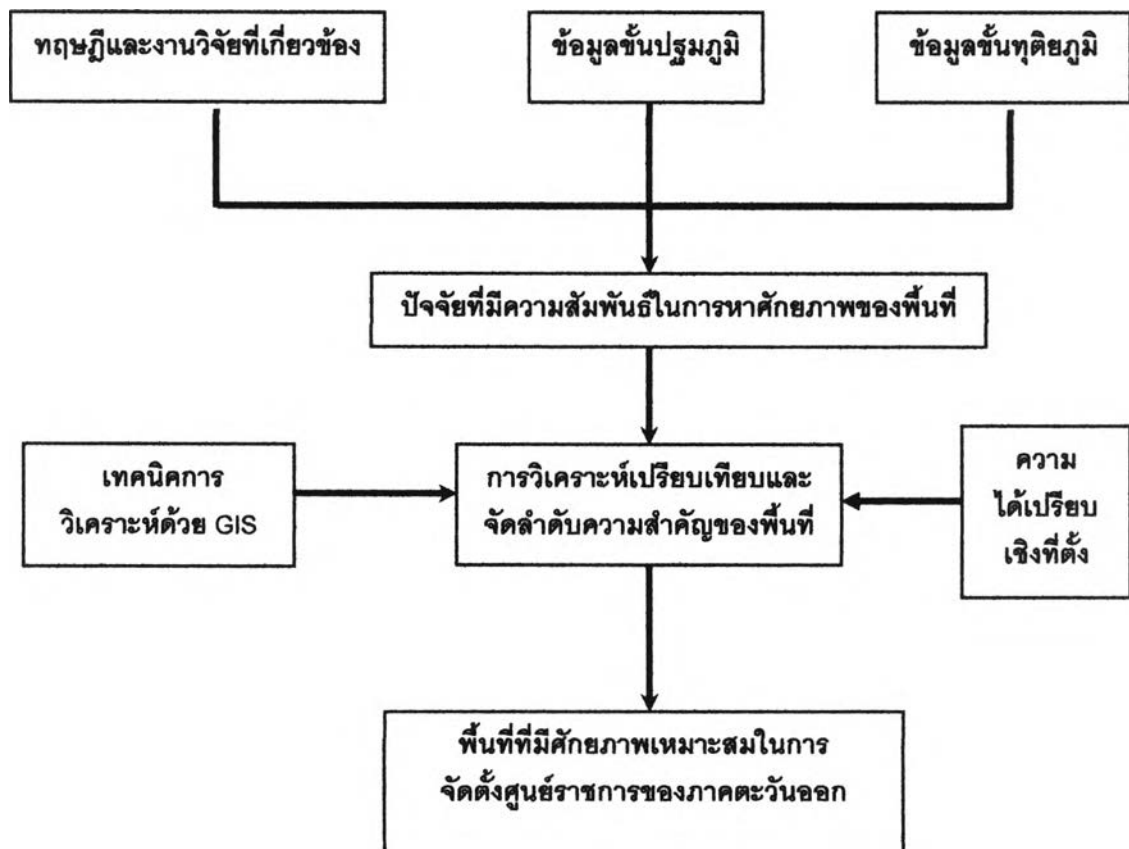 ทฤษฎีและงานวิจัยที่เกี่ยวข้อง
ข้อมูลขั้นปฐมภูมิ
ข้อมูลขั้นทุติยภูมิ
ปัจจัยที่มีความสัมพันธ์ในการหาศักยภาพของพื้นที่
เทคนิคการ
วิเคราะห์ด้วย GIS
การวิเคราะห์เปรียบเทียบและ
จัดลำดับความสำคัญของพื้นที่
ความ
ได้เปรียบ
เชิงที่ตั้ง
พื้นที่ที่มีศักยภาพเหมาะสมในการ
จัดตั้งศูนย์ราชการของภาคตะวันออก